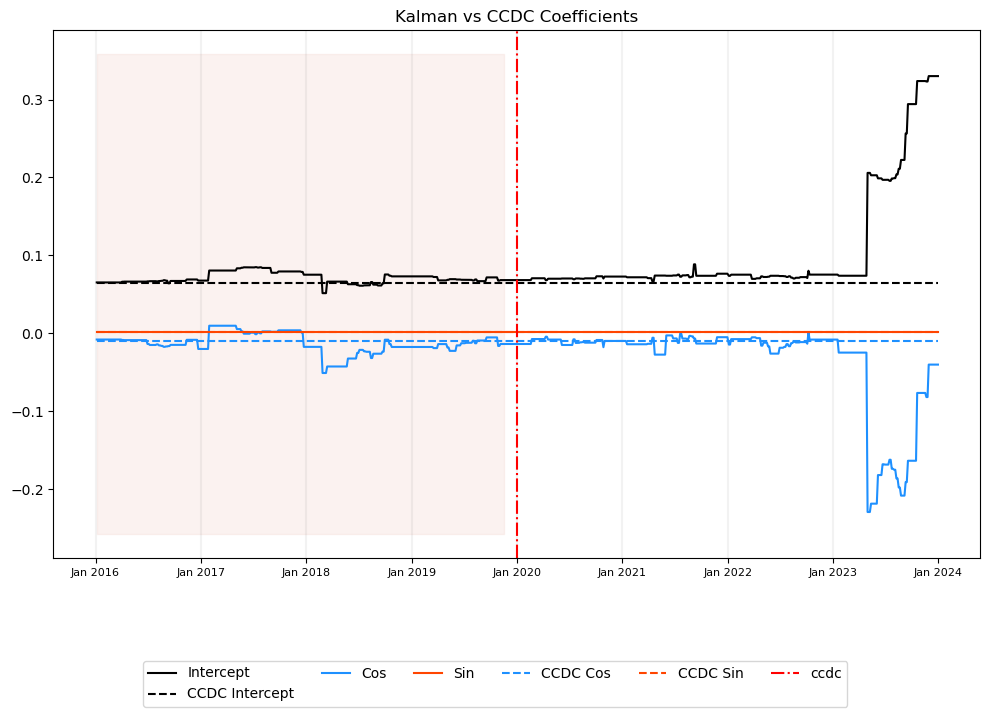 Kalman vs CCDC Coefficients
0.3
0.2
0.1
0.0
−0.1
−0.2
Jan 2016 Jan 2017 Jan 2018 Jan 2019 Jan 2020 Jan 2021 Jan 2022 Jan 2023 Jan 2024
Intercept Cos Sin CCDC Cos CCDC Sin ccdc
CCDC Intercept